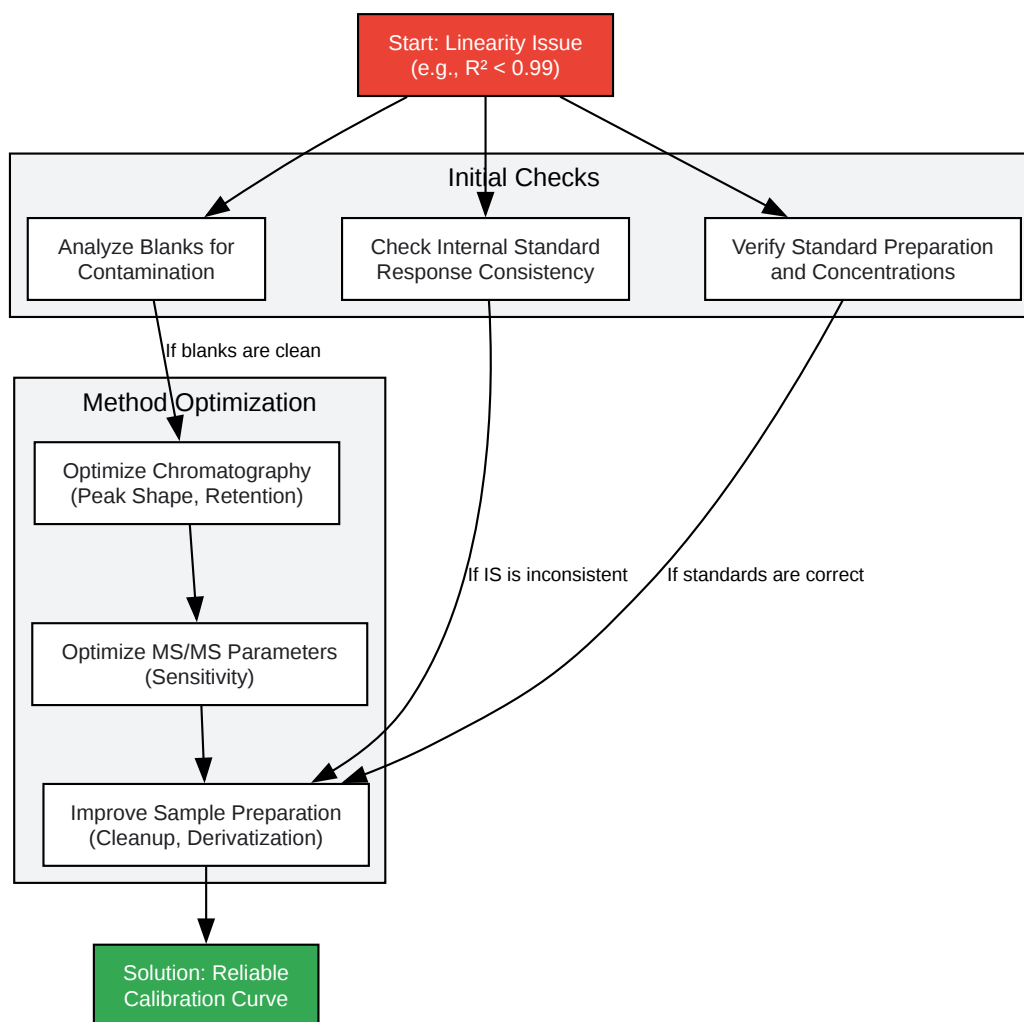 Start: Linearity Issue
(e.g., R² < 0.99)
Initial Checks
Analyze Blanks for
Contamination
Check Internal Standard
Response Consistency
Verify Standard Preparation
and Concentrations
If blanks are clean
Method Optimization
Optimize Chromatography
(Peak Shape, Retention)
If IS is inconsistent
If standards are correct
Optimize MS/MS Parameters
(Sensitivity)
Improve Sample Preparation
(Cleanup, Derivatization)
Solution: Reliable
Calibration Curve